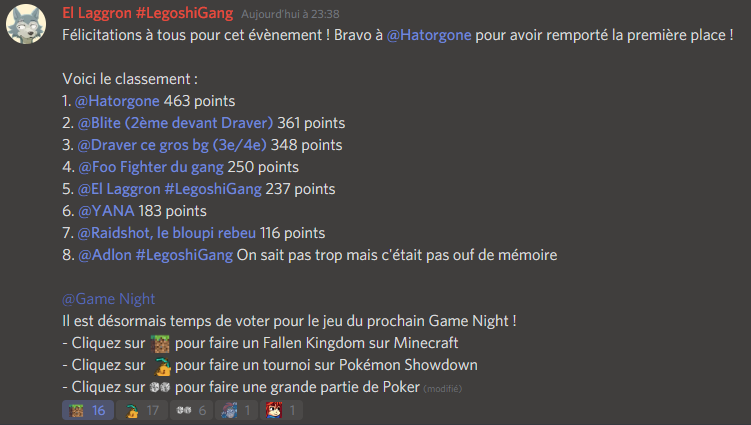 El Laggron #LegoshiGang Aujourd'hui à 23:38
Félicitations à tous pour cet évènement ! Bravo à @Hatorgone pour avoir remporté la première place !
Voici le classement :
1. @Hatorgone 463 points
2. @Blite (2ème devant Draver) 361 points
3. @Draver ce gros bg (3e/4e) 348 points
4. @Foo Fighter du gang 250 points
5. @El Laggron #LegoshiGang 237 points
6. @YANA 183 points
7. @Raidshot, le bloupi rebeu 116 points
8. @Adlon #LegoshiGang On sait pas trop mais c'était pas ouf de mémoire
@Game Night
Il est désormais temps de voter pour le jeu du prochain Game Night !
- Cliquez sur pour faire un Fallen Kingdom sur Minecraft
- Cliquez sur pour faire un tournoi sur Pokémon Showdown
- Cliquez sur pour faire une grande partie de Poker (modifié)
16 17 6 1 1